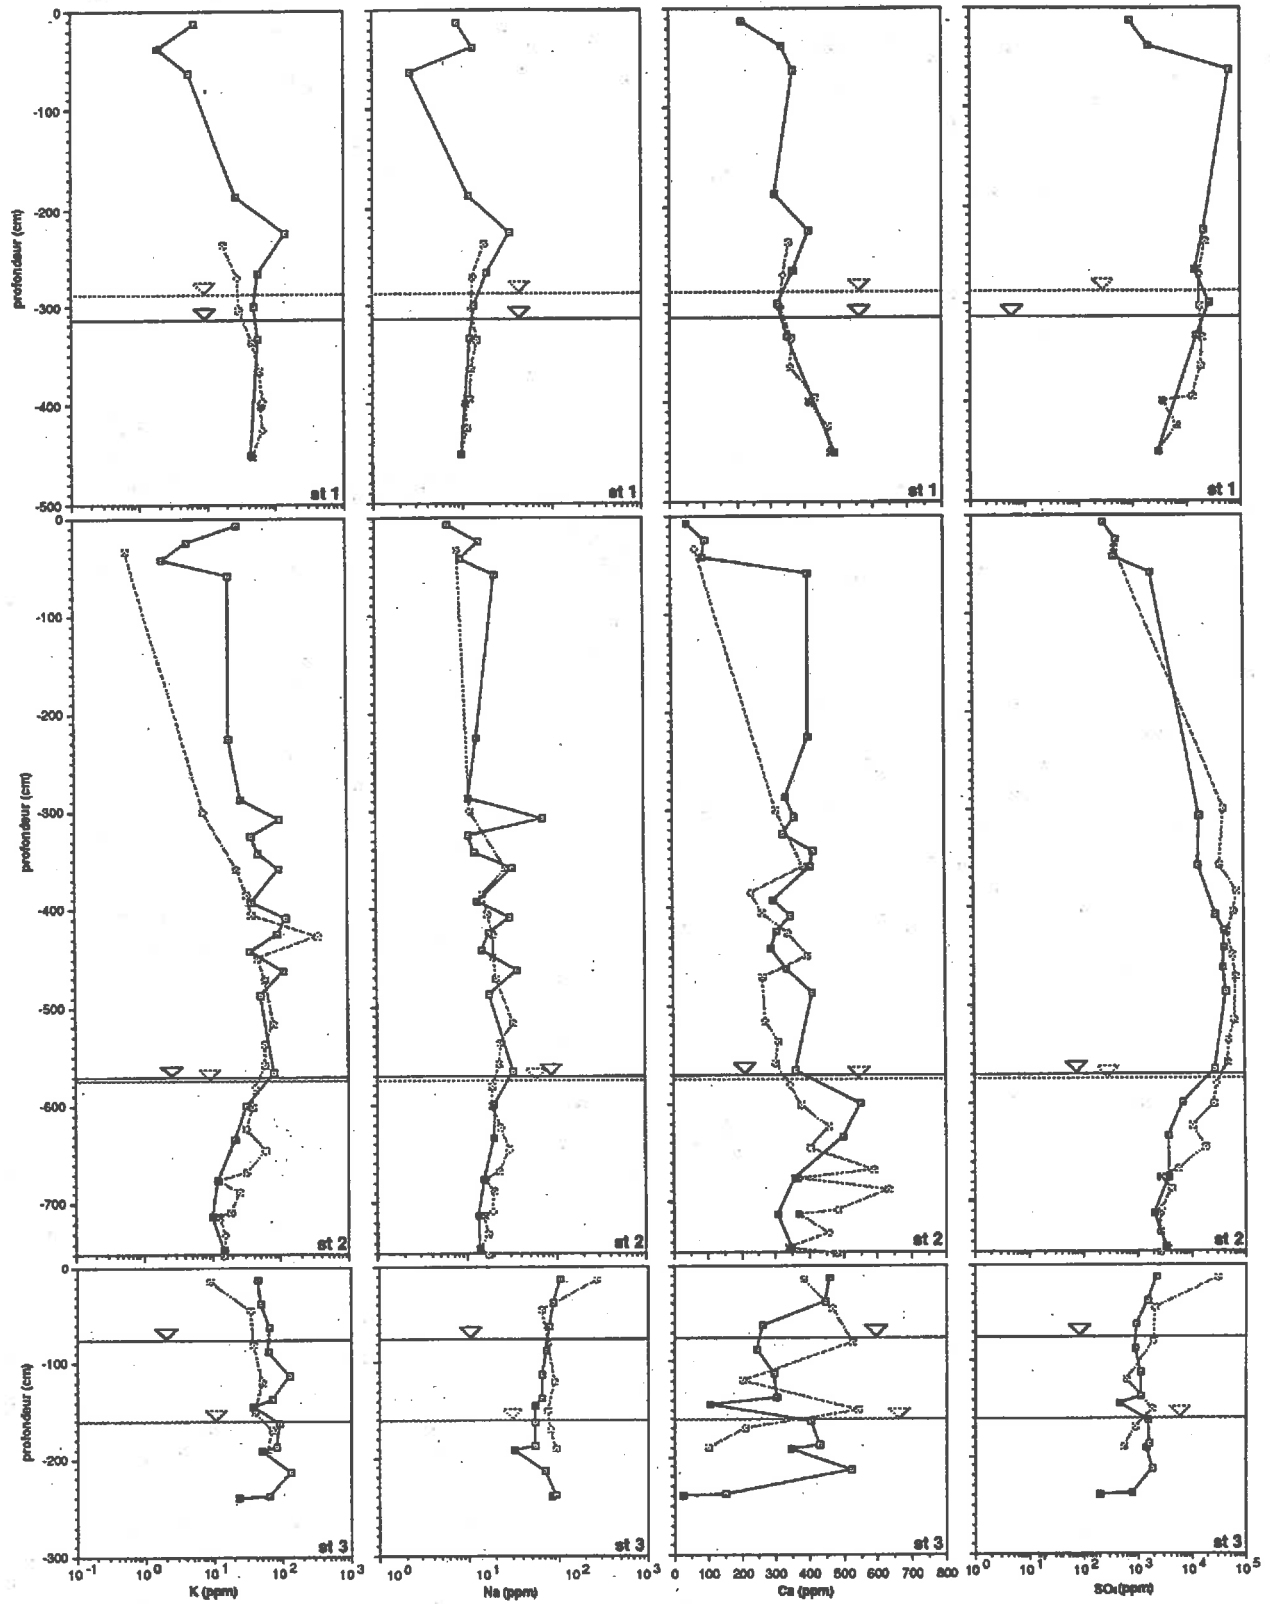 0
-100
-200
-300
-400
-500
profondeur (cm)
st 1
st 1
st 1
st 1
0
-100
-200
-300
-400
-500
-600
-700
profondeur (cm)
st 2
st 2
st 2
st 2
0
-100
-200
-300
profondeur (cm)
st 3
st 3
st 3
st 3
10⁻¹ 10⁰ 10¹ 10² 10³
K (ppm)
10⁰ 10¹ 10² 10³
Na (ppm)
0 100 200 300 400 500 600 700 800
Ca (ppm)
10⁰ 10¹ 10² 10³ 10⁴ 10⁵
SO₄ (ppm)